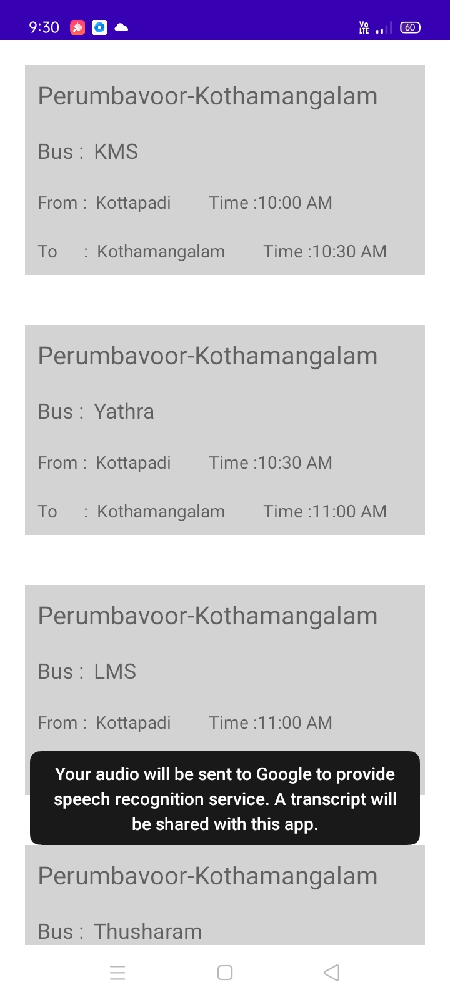 9:30 Vo LTE 60
Perumbavoor-Kothamangalam
Bus : KMS
From : Kottapadi Time :10:00 AM
To : Kothamangalam Time :10:30 AM
Perumbavoor-Kothamangalam
Bus : Yathra
From : Kottapadi Time :10:30 AM
To : Kothamangalam Time :11:00 AM
Perumbavoor-Kothamangalam
Bus : LMS
From : Kottapadi Time :11:00 AM
Your audio will be sent to Google to provide
speech recognition service. A transcript will
be shared with this app.
Perumbavoor-Kothamangalam
Bus : Thusharam